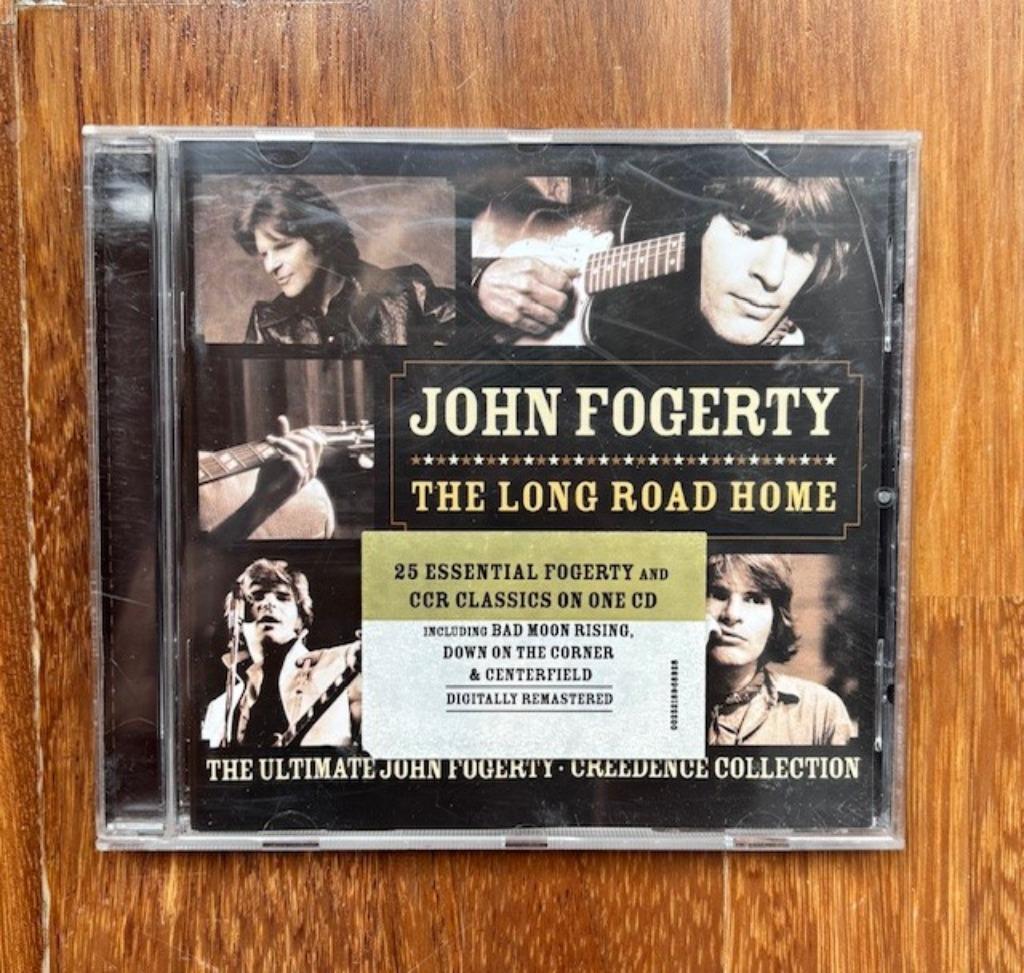 JOHN FOGERTY
THE LONG ROAD HOME
25 ESSENTIAL FOGERTY AND
CCR CLASSICS ON ONE CD
INCLUDING BAD MOON RISING,
DOWN ON THE CORNER
& CENTERFIELD
DIGITALLY REMASTERED
THE ULTIMATE JOHN FOGERTY · CREEDENCE COLLECTION